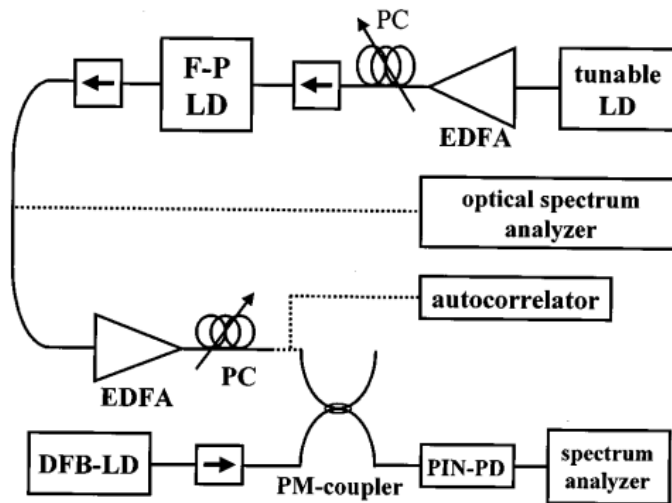 PC
F-P
LD
tunable
LD
EDFA
optical spectrum
analyzer
autocorrelator
EDFA
PC
DFB-LD
PM-coupler
PIN-PD
spectrum
analyzer